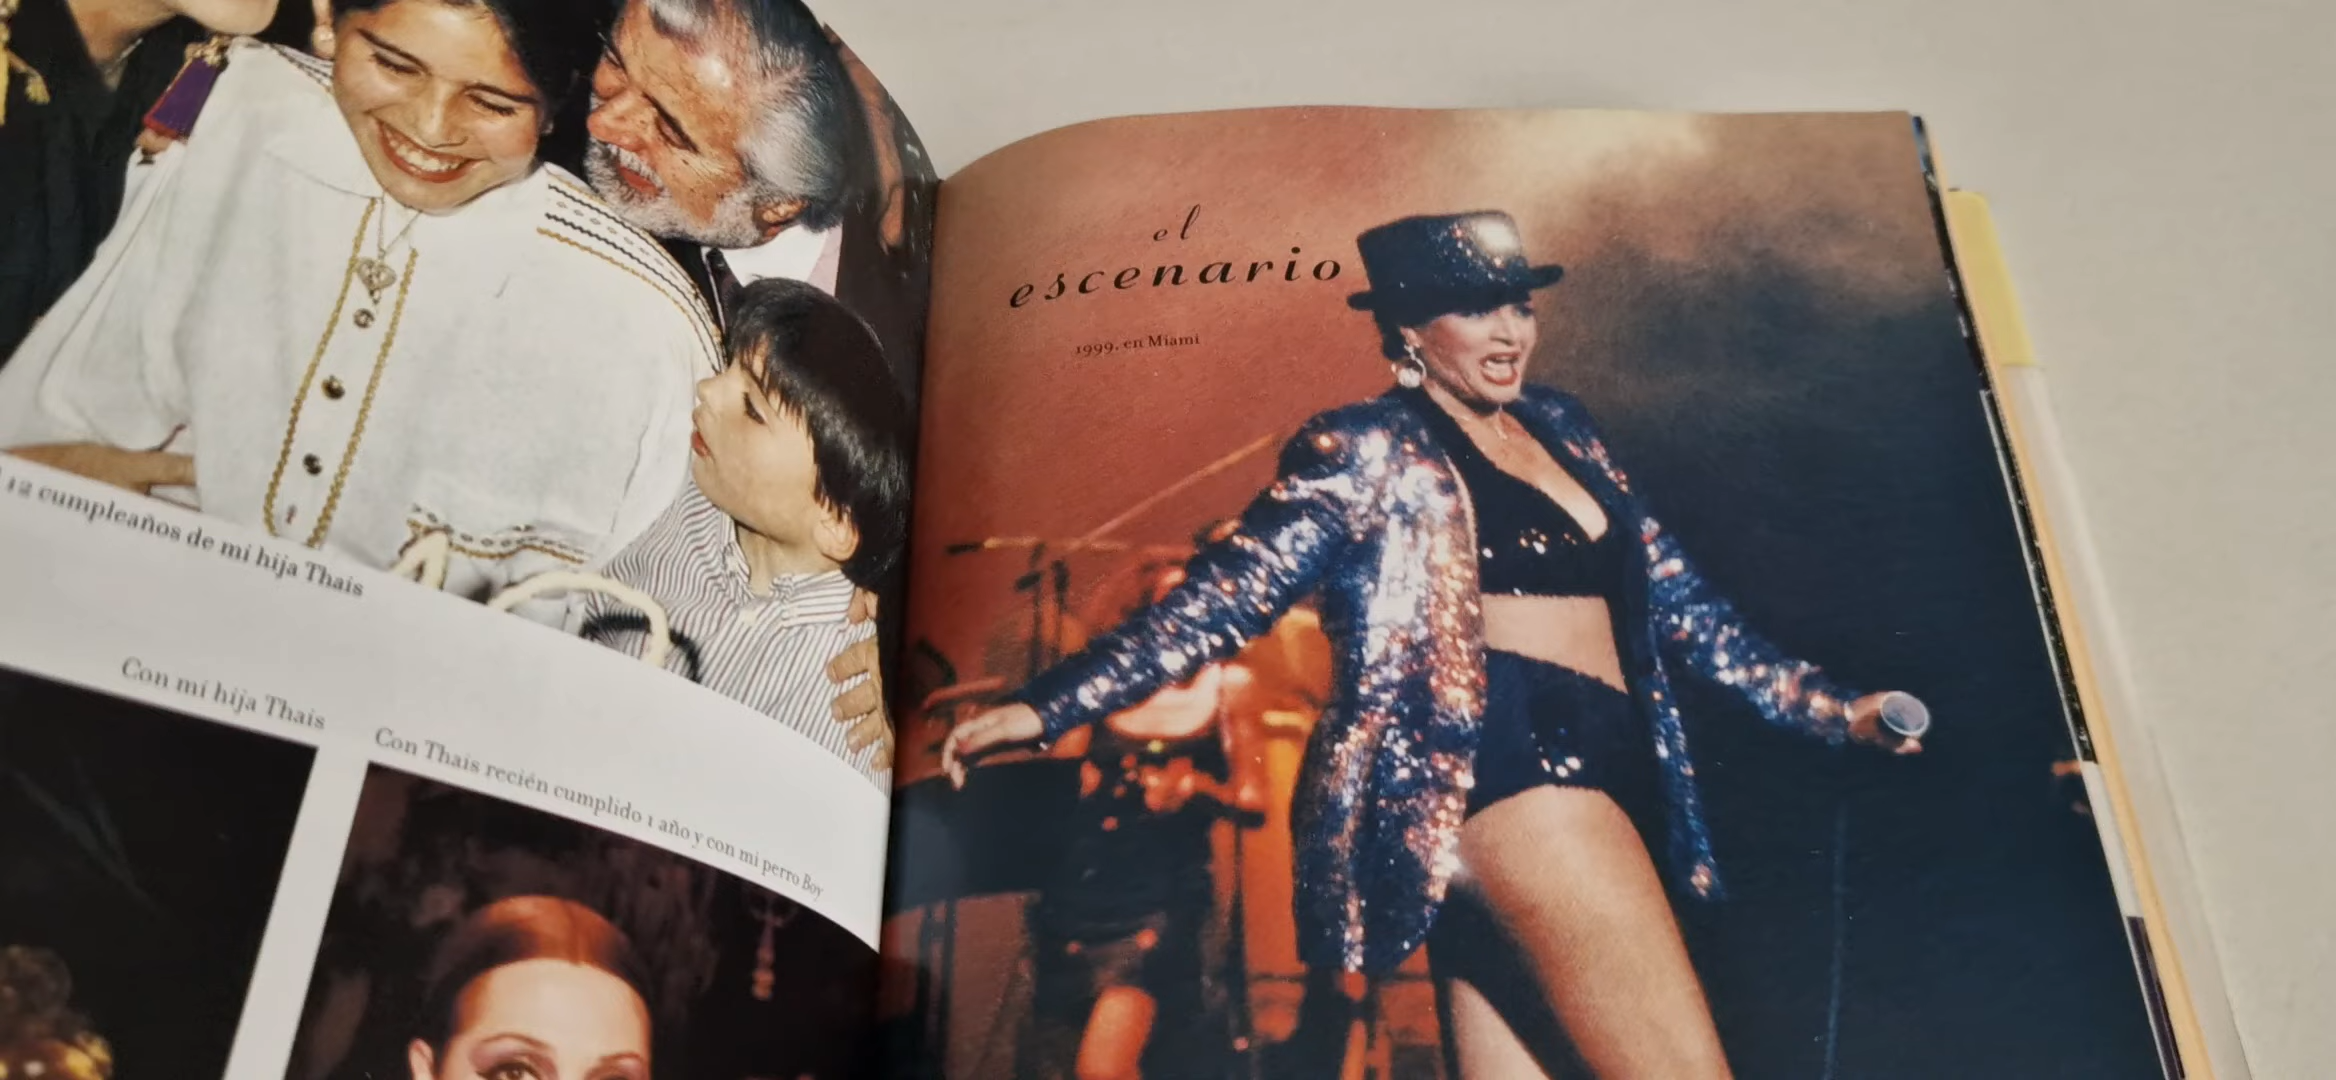 12 cumpleaños de mi hija Thais
Con mi hija Thais
Con Thais recién cumplido 1 año y con mi perro Boy
el
escenario
1999. en Miami